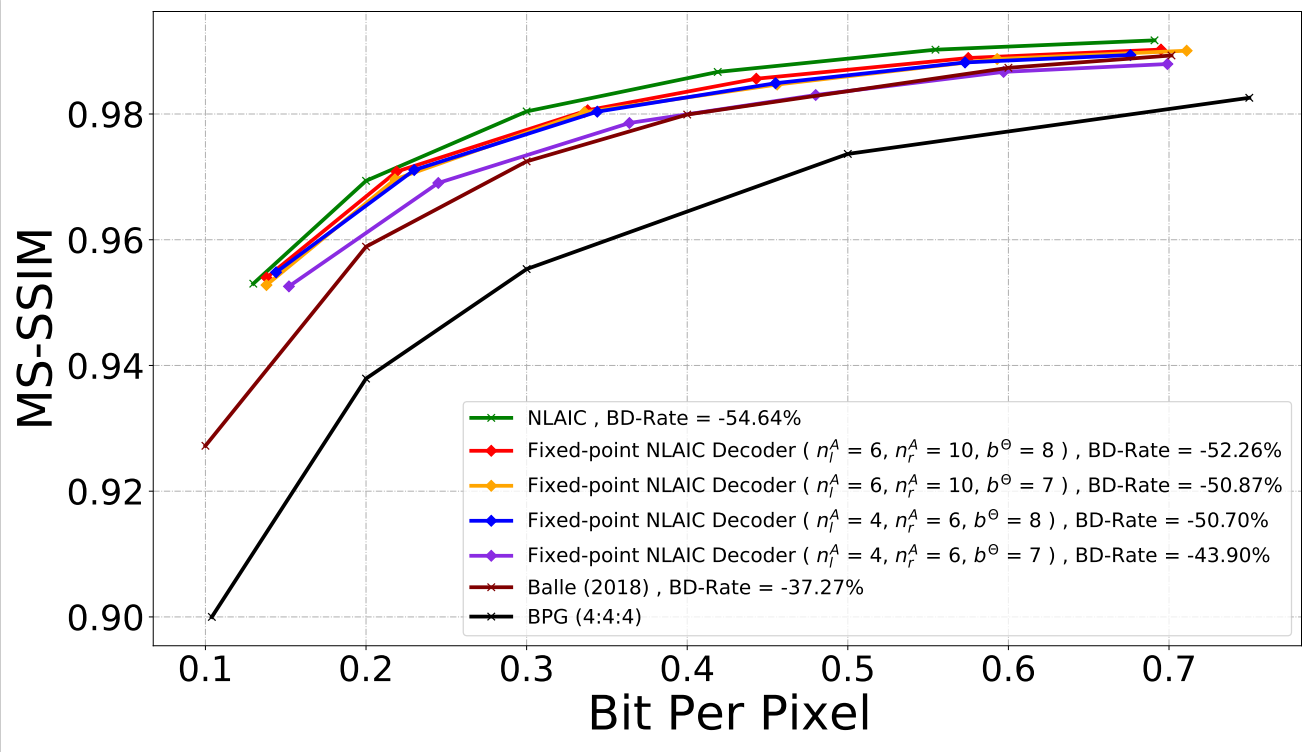 MS-SSIM
0.98
0.96
0.94
0.92
0.90
NLAIC , BD-Rate = -54.64%
Fixed-point NLAIC Decoder ( $n_l^A$ = 6, $n_r^A$ = 10, $b^Θ$ = 8 ) , BD-Rate = -52.26%
Fixed-point NLAIC Decoder ( $n_l^A$ = 6, $n_r^A$ = 10, $b^Θ$ = 7 ) , BD-Rate = -50.87%
Fixed-point NLAIC Decoder ( $n_l^A$ = 4, $n_r^A$ = 6, $b^Θ$ = 8 ) , BD-Rate = -50.70%
Fixed-point NLAIC Decoder ( $n_l^A$ = 4, $n_r^A$ = 6, $b^Θ$ = 7 ) , BD-Rate = -43.90%
Balle (2018) , BD-Rate = -37.27%
BPG (4:4:4)
0.1 0.2 0.3 0.4 0.5 0.6 0.7
Bit Per Pixel